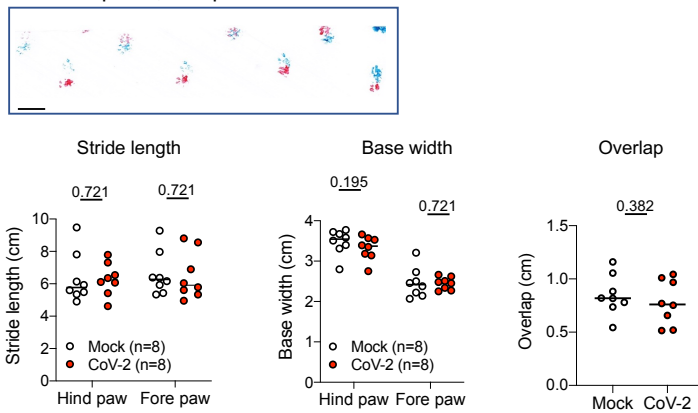 Stride length
Base width
Overlap
0.721
0.721
0.195
0.721
0.382
Stride length (cm)
10
8
6
4
2
0
Mock (n=8)
CoV-2 (n=8)
Hind paw
Fore paw
Base width (cm)
4
3
2
1
0
Mock (n=8)
CoV-2 (n=8)
Hind paw
Fore paw
Overlap (cm)
1.5
1.0
0.5
0.0
Mock
CoV-2